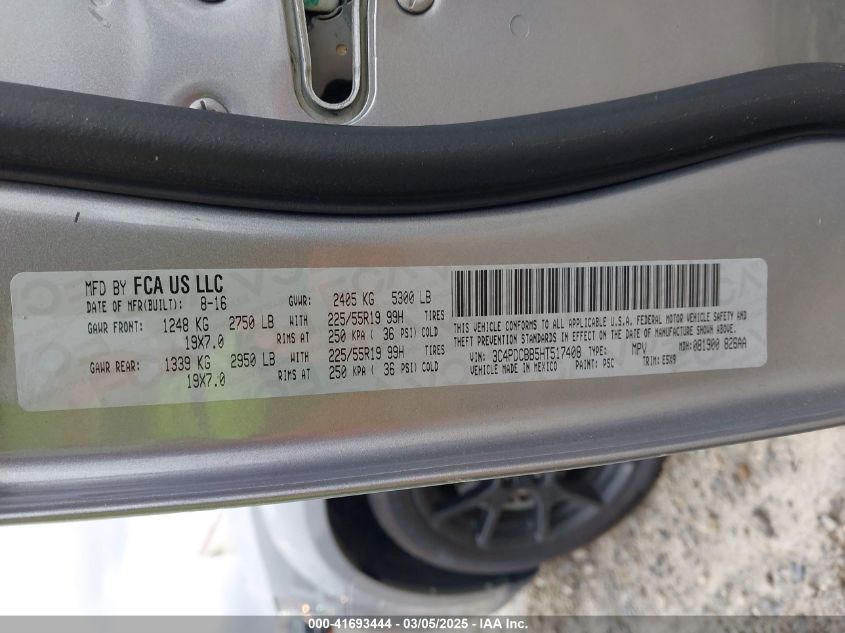 MFD BY FCA US LLC
DATE OF MFR(BUILT): 8-16 GVWR: 2405 KG 5300 LB
GAWR FRONT: 1248 KG 2750 LB WITH 225/55R19 99H TIRES
19X7.0 RIMS AT 250 KPA ( 36 PSI) COLD
GAWR REAR: 1339 KG 2950 LB WITH 225/55R19 99H TIRES
19X7.0 RIMS AT 250 KPA ( 36 PSI) COLD
THIS VEHICLE CONFORMS TO ALL APPLICABLE U.S.A. FEDERAL MOTOR VEHICLE SAFETY AND
THEFT PREVENTION STANDARDS IN EFFECT ON THE DATE OF MANUFACTURE SHOWN ABOVE.
VIN: 3C4PDCBB5HT517408 TYPE: MPV MDH:081900 826AA
VEHICLE MADE IN MEXICO PAINT: PSC TRIM: E5X9
000-41693444 - 03/05/2025 - IAAI.com